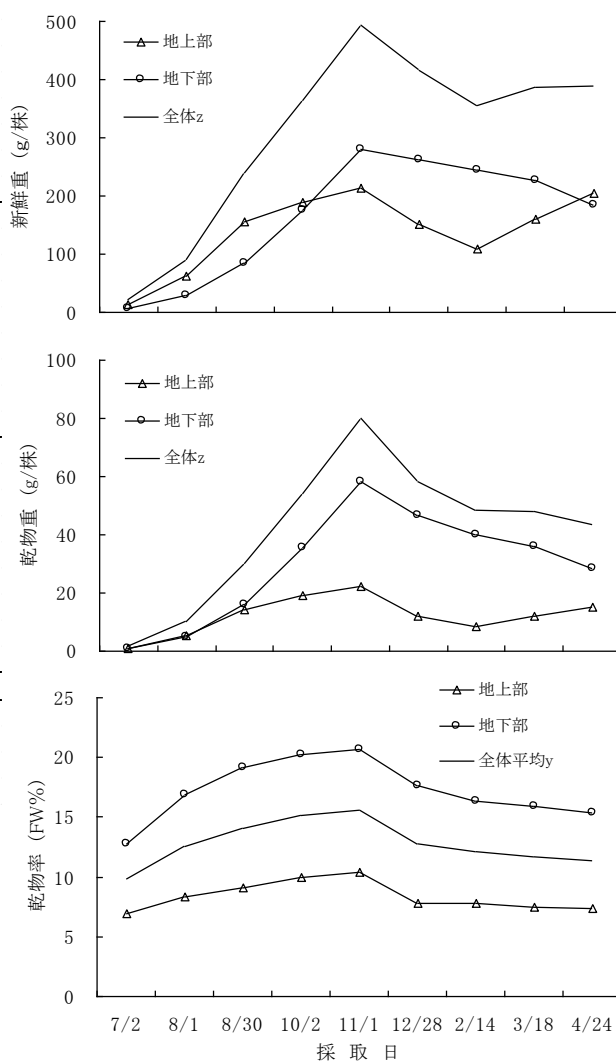 500
400
300
200
100
0
新鮮重 (g/株)
地上部
地下部
全体z
100
80
60
40
20
0
乾物重 (g/株)
地上部
地下部
全体z
25
20
15
10
5
0
乾物率 (FW%)
地上部
地下部
全体平均y
7/2 8/1 8/30 10/2 11/1 12/28 2/14 3/18 4/24
採 取 日